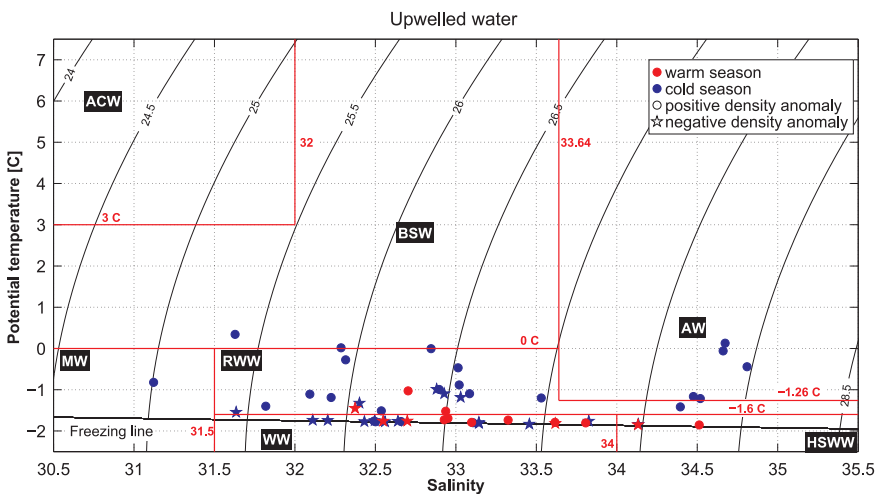 Upwelled water
7
6
5
4
3
2
1
0
−1
−2
Potential temperature [C]
30.5 31 31.5 32 32.5 33 33.5 34 34.5 35 35.5
Salinity
24
24.5
25
25.5
26
26.5
28.5
warm season
cold season
positive density anomaly
negative density anomaly
ACW
32
33.64
3 C
BSW
0 C
MW
RWW
AW
−1.26 C
−1.6 C
Freezing line
31.5
WW
34
HSWW